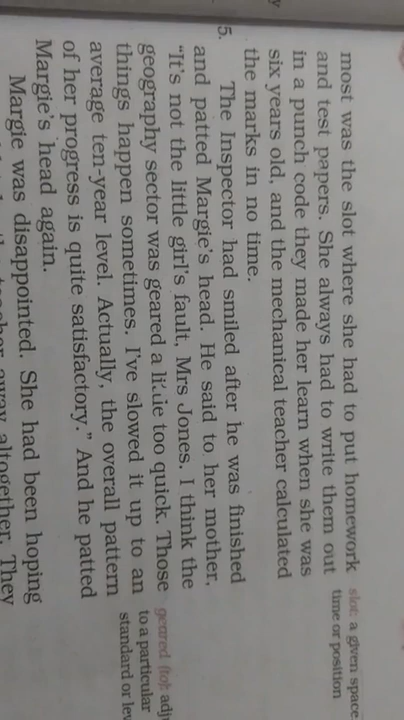 most was the slot where she had to put homework
and test papers. She always had to write them out
in a punch code they made her learn when she was
six years old, and the mechanical teacher calculated
the marks in no time.
5. The Inspector had smiled after he was finished
and patted Margie's head. He said to her mother,
“It's not the little girl's fault, Mrs Jones. I think the
geography sector was geared a little too quick. Those
things happen sometimes. I've slowed it up to an
average ten-year level. Actually, the overall pattern
of her progress is quite satisfactory.” And he patted
Margie's head again.
Margie was disappointed. She had been hoping
away altogether. They
slot: a given space,
time or position
geared (to):
to a particular
standard or